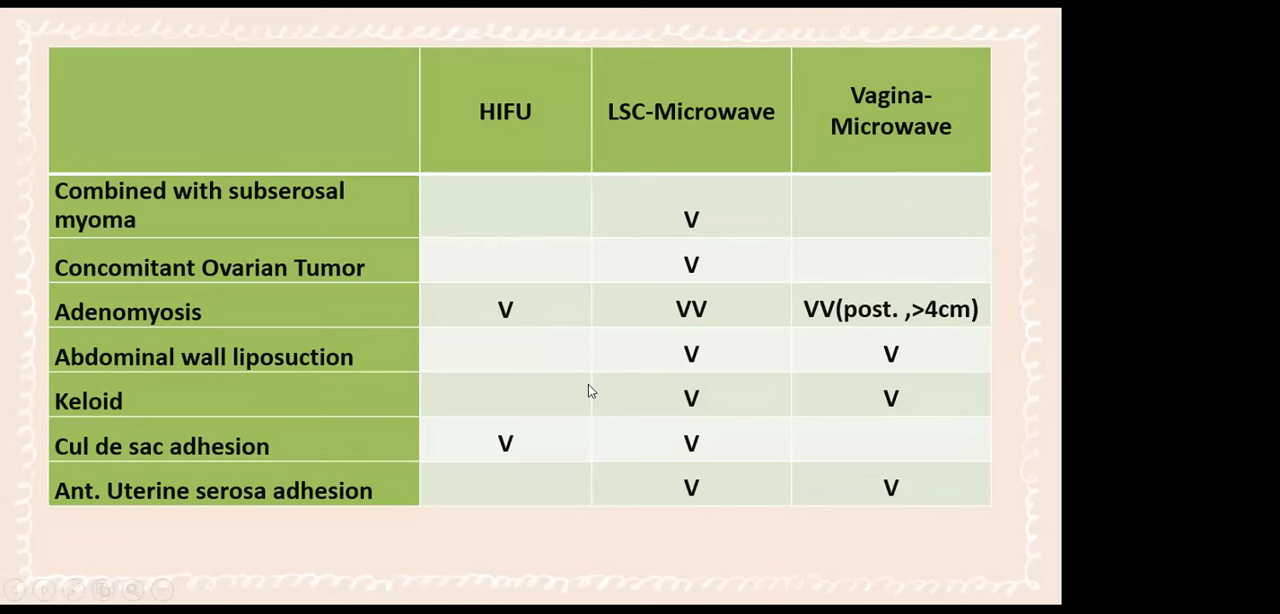 HIFU LSC-Microwave Vagina-
Microwave
Combined with subserosal
myoma V
Concomitant Ovarian Tumor V
Adenomyosis V VV VV(post. ,>4cm)
Abdominal wall liposuction V V
Keloid V V
Cul de sac adhesion V V
Ant. Uterine serosa adhesion V V